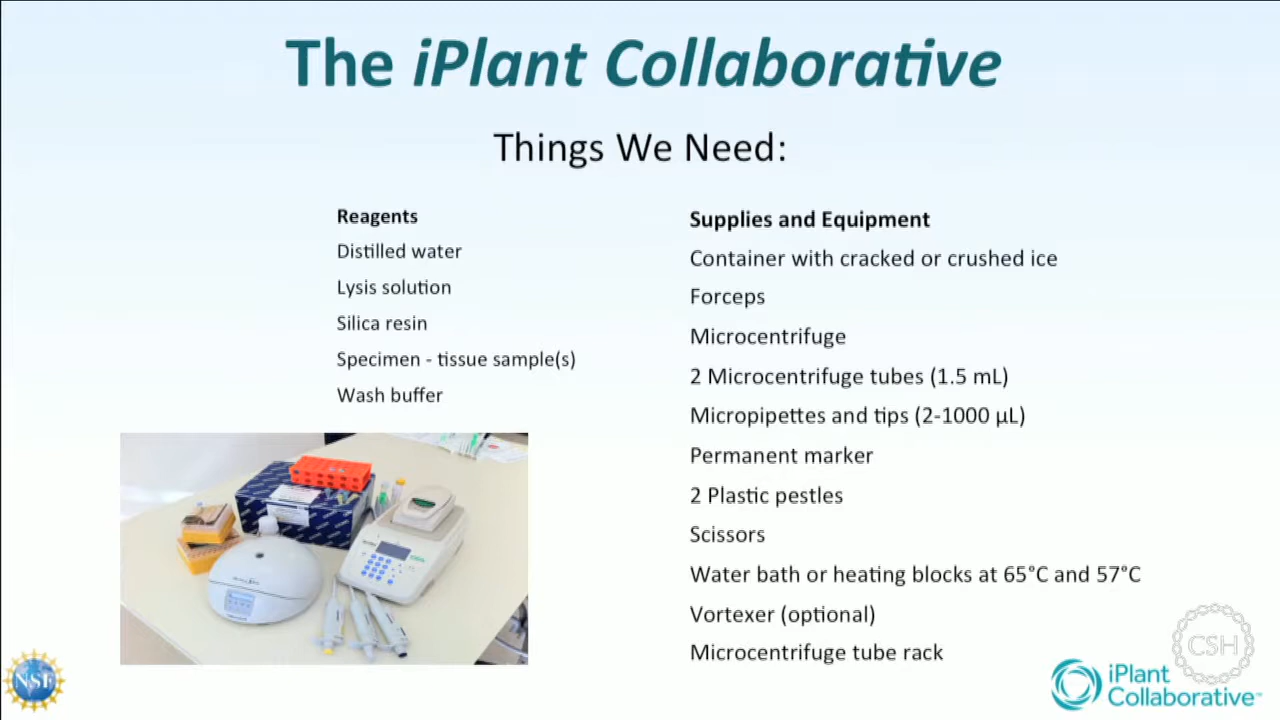 The iPlant Collaborative
Things We Need:
Reagents
Distilled water
Lysis solution
Silica resin
Specimen - tissue sample(s)
Wash buffer
Supplies and Equipment
Container with cracked or crushed ice
Forceps
Microcentrifuge
2 Microcentrifuge tubes (1.5 mL)
Micropipettes and tips (2-1000 µL)
Permanent marker
2 Plastic pestles
Scissors
Water bath or heating blocks at 65°C and 57°C
Vortexer (optional)
Microcentrifuge tube rack
NSF
CSH
iPlant
Collaborative™